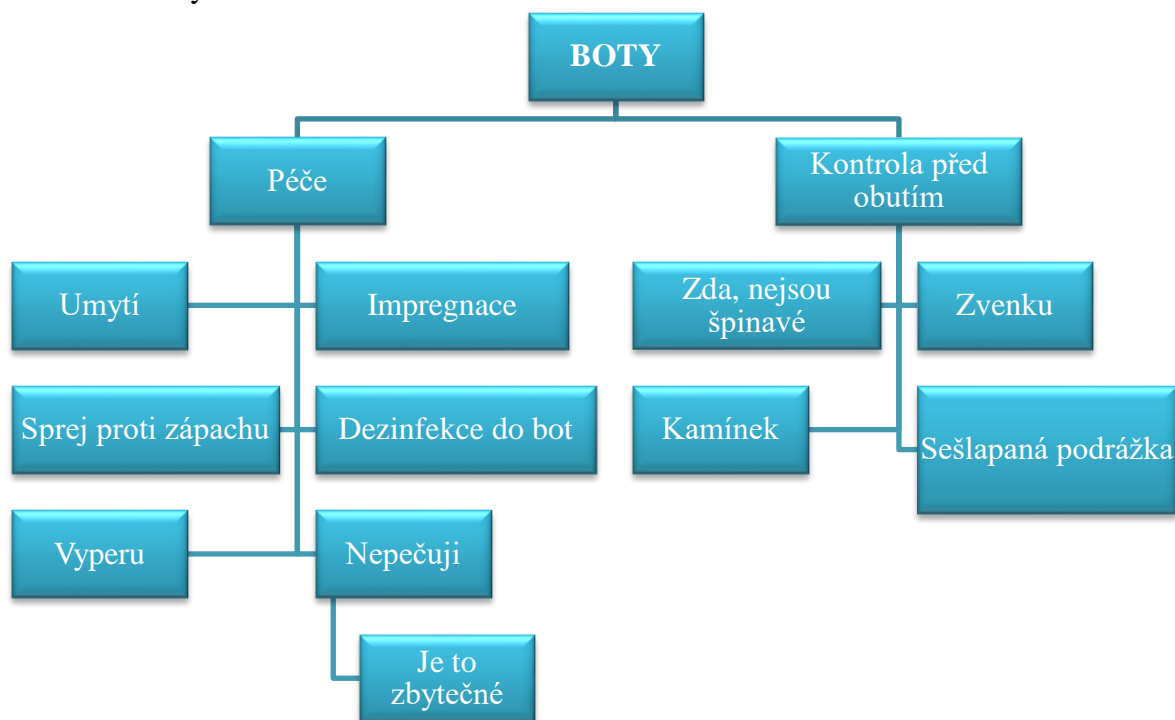 BOTY
Péče
Kontrola před
obutím
Umytí
Impregnace
Zda, nejsou
špinavé
Zvenku
Sprej proti zápachu
Dezinfekce do bot
Kamínek
Sešlapaná podrážka
Vyperu
Nepečuji
Je to
zbytečné